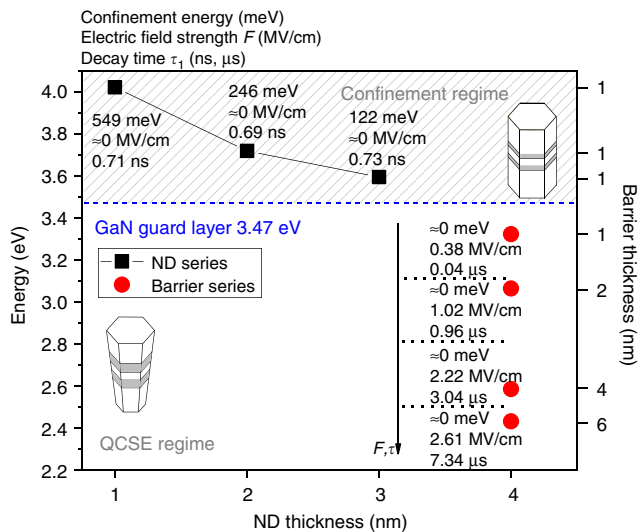 Confinement energy (meV)
Electric field strength F (MV/cm)
Decay time τ1 (ns, μs)
4.0
3.8
3.6
3.4
3.2
3.0
2.8
2.6
2.4
2.2
Energy (eV)
549 meV
≈0 MV/cm
0.71 ns
246 meV
≈0 MV/cm
0.69 ns
122 meV
≈0 MV/cm
0.73 ns
Confinement regime
GaN guard layer 3.47 eV
ND series
Barrier series
QCSE regime
F,τ
≈0 meV
0.38 MV/cm
0.04 μs
≈0 meV
1.02 MV/cm
0.96 μs
≈0 meV
2.22 MV/cm
3.04 μs
≈0 meV
2.61 MV/cm
7.34 μs
1
1
1
1
2
4
6
Barrier thickness (nm)
1
2
3
4
ND thickness (nm)